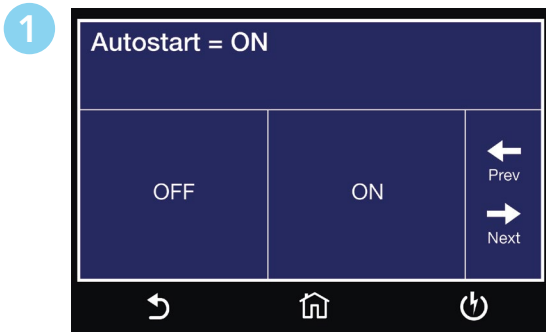 1
Autostart = ON
OFF
ON
Prev
Next